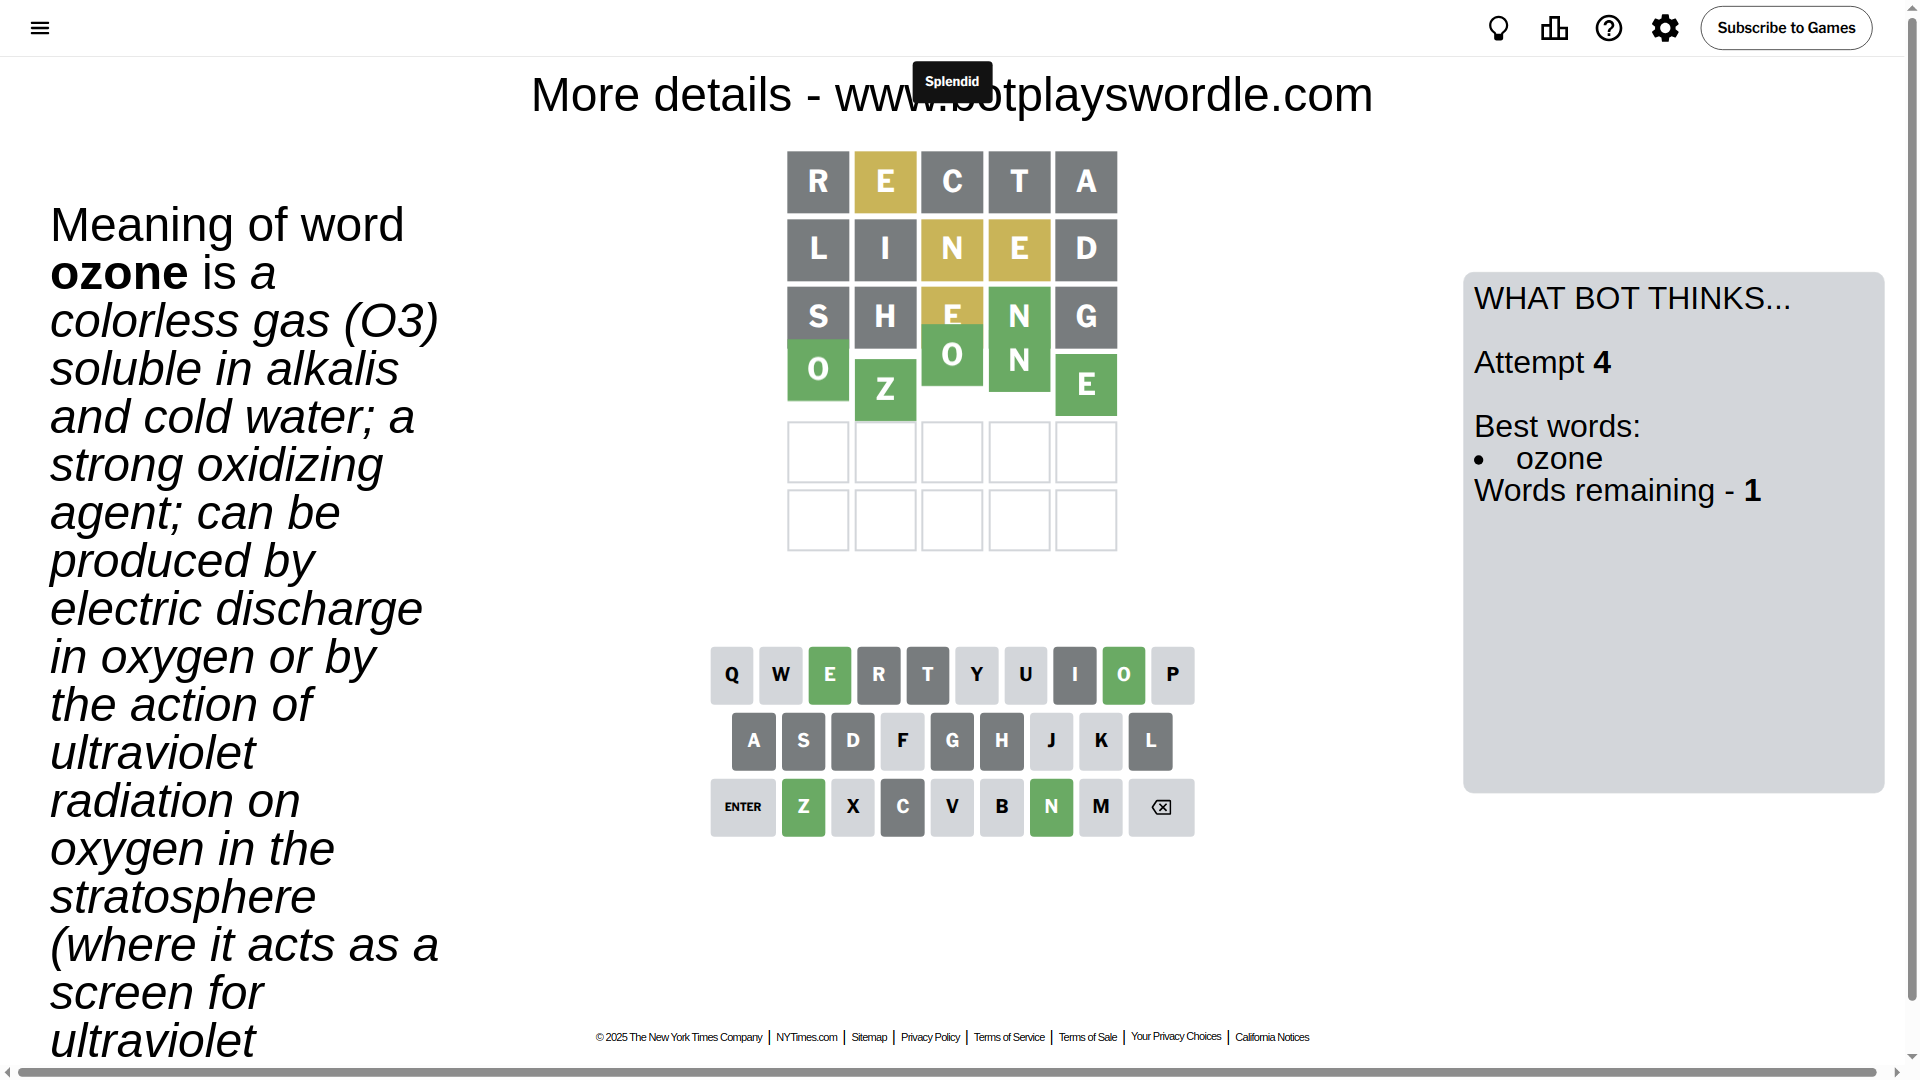 Subscribe to Games
Splendid
More details - www.botplayswordle.com
Meaning of word
ozone is a
colorless gas (O3)
soluble in alkalis
and cold water; a
strong oxidizing
agent; can be
produced by
electric discharge
in oxygen or by
the action of
ultraviolet
radiation on
oxygen in the
stratosphere
(where it acts as a
screen for
ultraviolet
R E C T A
L I N E D
S H E N G
O Z O N E
WHAT BOT THINKS...
Attempt 4
Best words:
• ozone
Words remaining - 1
Q W E R T Y U I O P
A S D F G H J K L
ENTER Z X C V B N M
© 2025 The New York Times Company | NYTimes.com | Sitemap | Privacy Policy | Terms of Service | Terms of Sale | Your Privacy Choices | California Notices